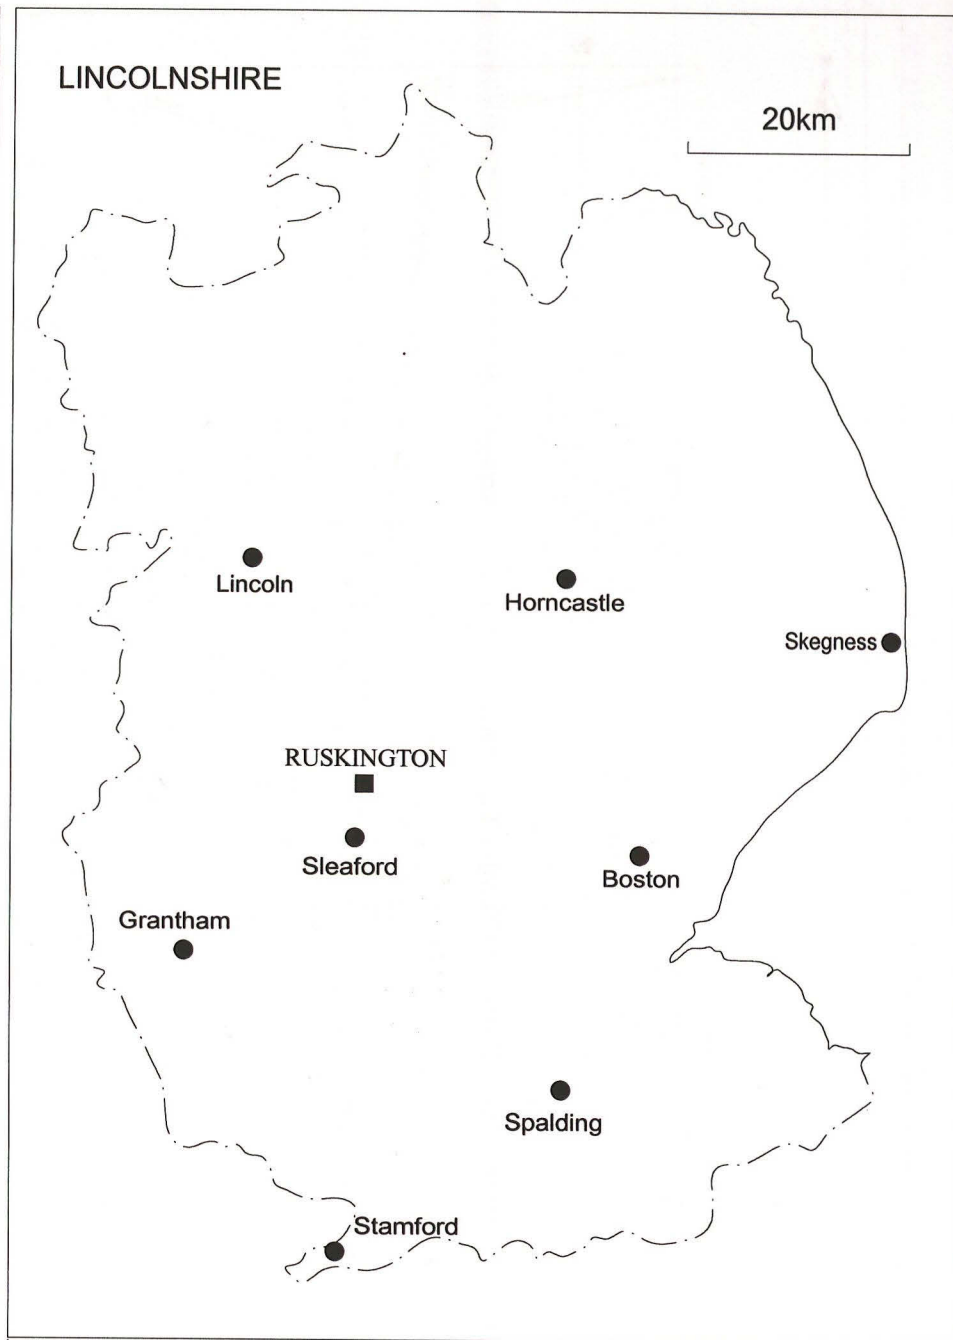 LINCOLNSHIRE
20km
Lincoln
Horncastle
Skegness
RUSKINGTON
Sleaford
Boston
Grantham
Spalding
Stamford